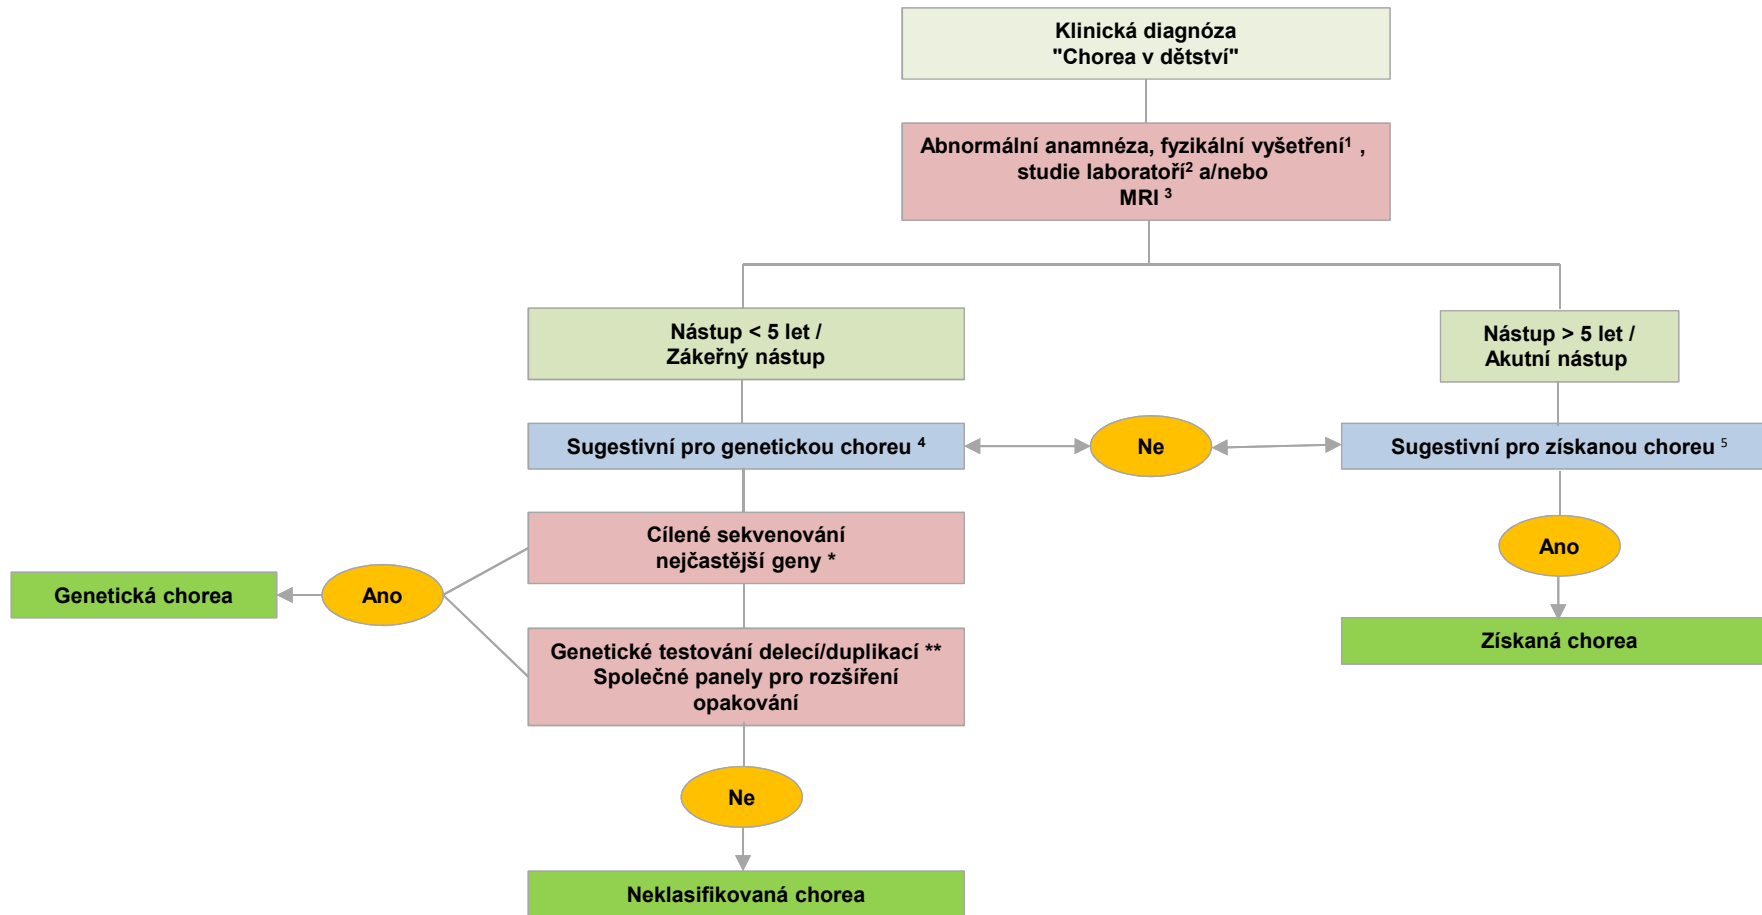 Klinická diagnóza
"Chorea v dětství"
Abnormální anamnéza, fyzikální vyšetření¹ ,
studie laboratoří² a/nebo
MRI ³
Nástup < 5 let /
Zákeřný nástup
Nástup > 5 let /
Akutní nástup
Sugestivní pro genetickou choreu ⁴
Ne
Sugestivní pro získanou choreu ⁵
Cílené sekvenování
nejčastější geny *
Ano
Genetická chorea
Ano
Genetické testování delecí/duplikací **
Společné panely pro rozšíření
opakování
Získaná chorea
Ne
Neklasifikovaná chorea